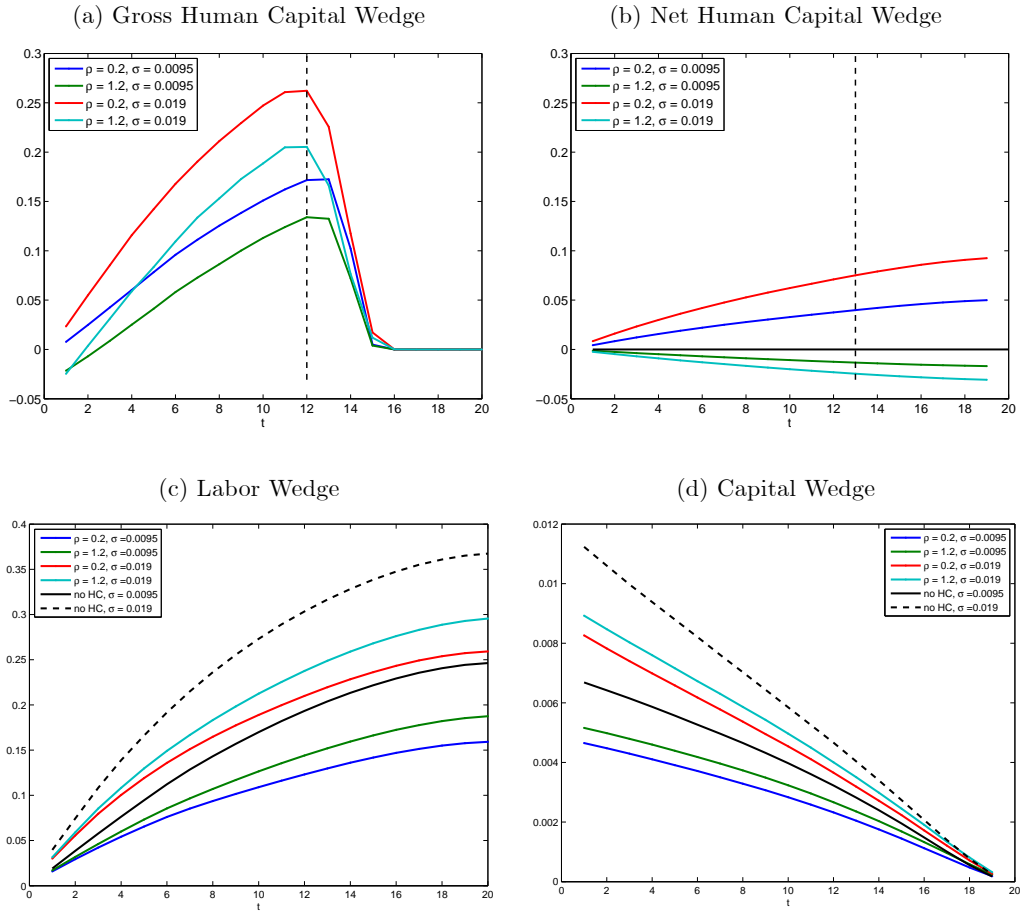 (a) Gross Human Capital Wedge
0.3
0.25
0.2
0.15
0.1
0.05
0
−0.05
ρ = 0.2, σ = 0.0095
ρ = 1.2, σ = 0.0095
ρ = 0.2, σ = 0.019
ρ = 1.2, σ = 0.019
0 2 4 6 8 10 12 14 16 18 20
t
(b) Net Human Capital Wedge
0.3
0.25
0.2
0.15
0.1
0.05
0
−0.05
ρ = 0.2, σ = 0.0095
ρ = 1.2, σ = 0.0095
ρ = 0.2, σ = 0.019
ρ = 1.2, σ = 0.019
0 2 4 6 8 10 12 14 16 18 20
t
(c) Labor Wedge
0.4
0.35
0.3
0.25
0.2
0.15
0.1
0.05
0
ρ = 0.2, σ =0.0095
ρ = 1.2, σ =0.0095
ρ = 0.2, σ =0.019
ρ = 1.2, σ =0.019
no HC, σ =0.0095
no HC, σ = 0.019
0 2 4 6 8 10 12 14 16 18 20
t
(d) Capital Wedge
0.012
0.01
0.008
0.006
0.004
0.002
0
ρ = 0.2, σ =0.0095
ρ = 1.2, σ =0.0095
ρ = 0.2, σ =0.019
ρ = 1.2, σ =0.019
no HC, σ =0.0095
no HC, σ =0.019
0 2 4 6 8 10 12 14 16 18 20
t